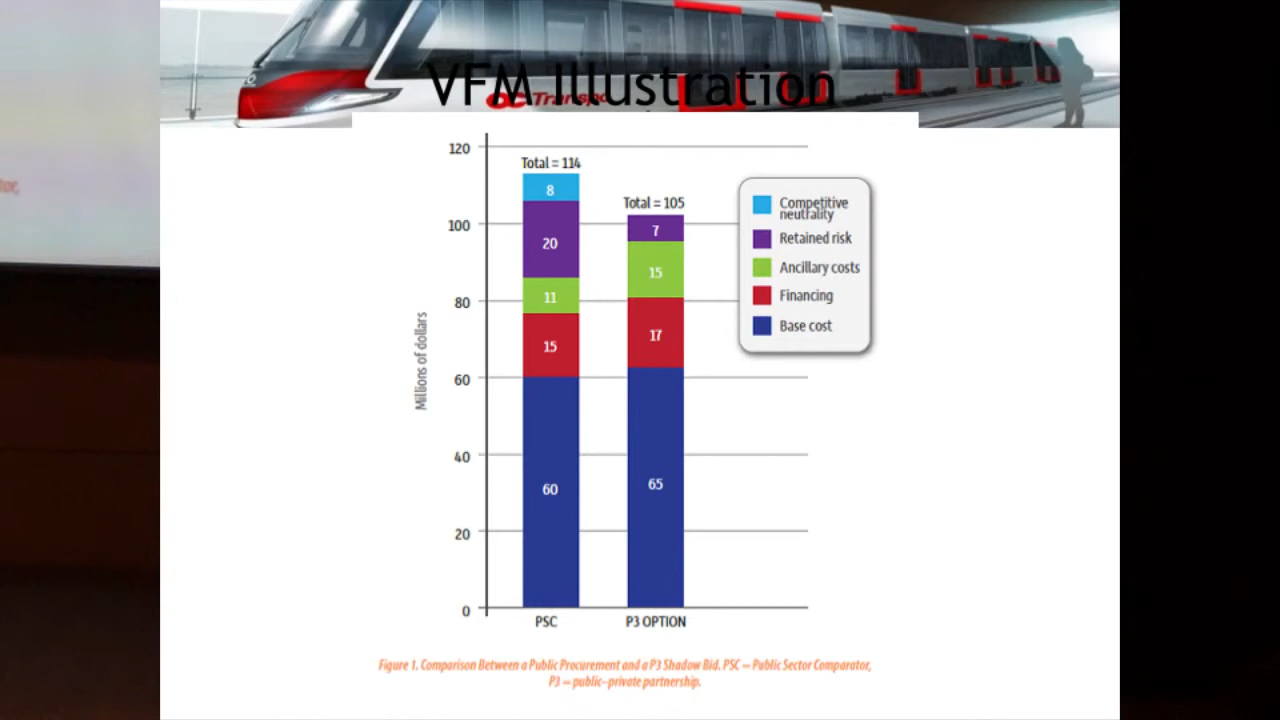 VFM Illustration
OC Transpo
120
100
80
60
40
20
0
Millions of dollars
Total = 114
8
20
11
15
60
Total = 105
7
15
17
65
PSC
P3 OPTION
Competitive
neutrality
Retained risk
Ancillary costs
Financing
Base cost
Figure 1. Comparison Between a Public Procurement and a P3 Shadow Bid. PSC = Public Sector Comparator,
P3 = public–private partnership.